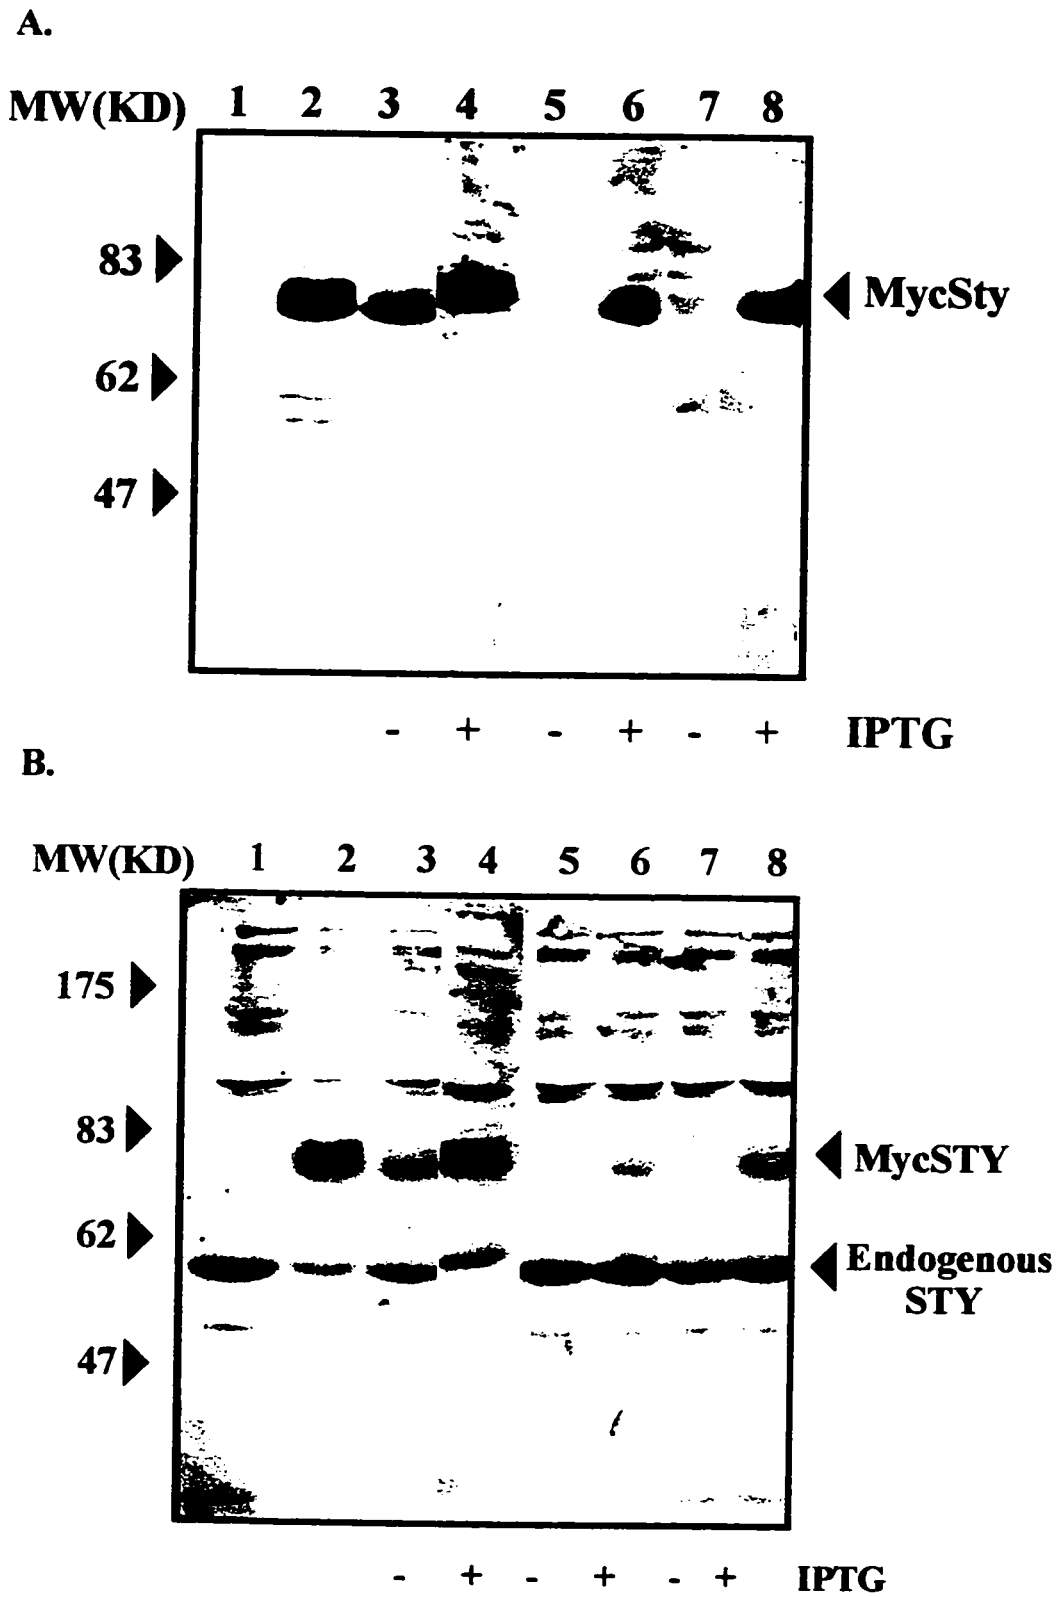 A.
MW(KD) 1 2 3 4 5 6 7 8
83
MycSty
62
47
- + - + - + IPTG
B.
MW(KD) 1 2 3 4 5 6 7 8
175
83
MycSTY
62
Endogenous
STY
47
- + - + - + IPTG